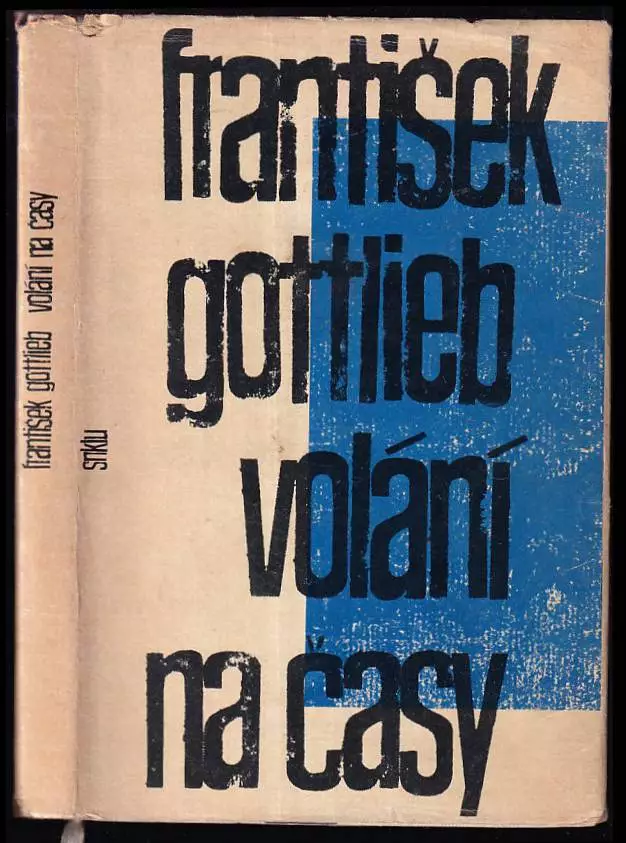 františek
gottlieb
volání
na časy
františek gottlieb volání na časy
snklu